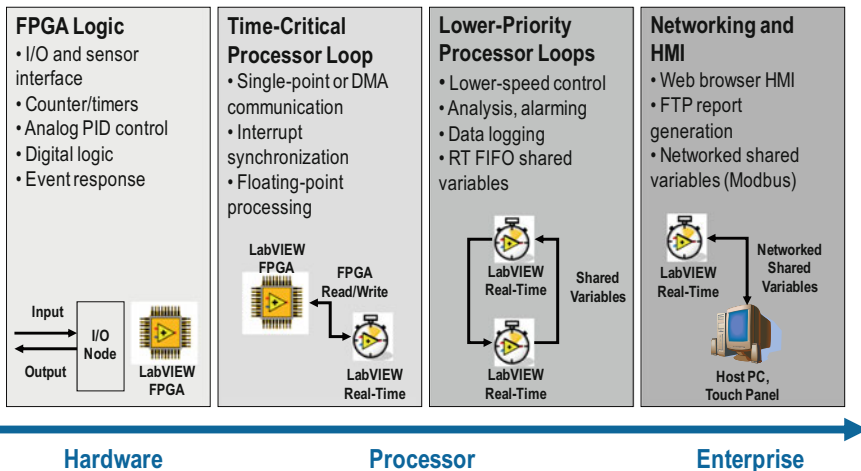 FPGA Logic
• I/O and sensor
interface
• Counter/timers
• Analog PID control
• Digital logic
• Event response
Input
Output
I/O
Node
LabVIEW
FPGA
Time-Critical
Processor Loop
• Single-point or DMA
communication
• Interrupt
synchronization
• Floating-point
processing
LabVIEW
FPGA
FPGA
Read/Write
LabVIEW
Real-Time
Lower-Priority
Processor Loops
• Lower-speed control
• Analysis, alarming
• Data logging
• RT FIFO shared
variables
LabVIEW
Real-Time
Shared
Variables
LabVIEW
Real-Time
Networking and
HMI
• Web browser HMI
• FTP report
generation
• Networked shared
variables (Modbus)
LabVIEW
Real-Time
Networked
Shared
Variables
Host PC,
Touch Panel
Hardware
Processor
Enterprise